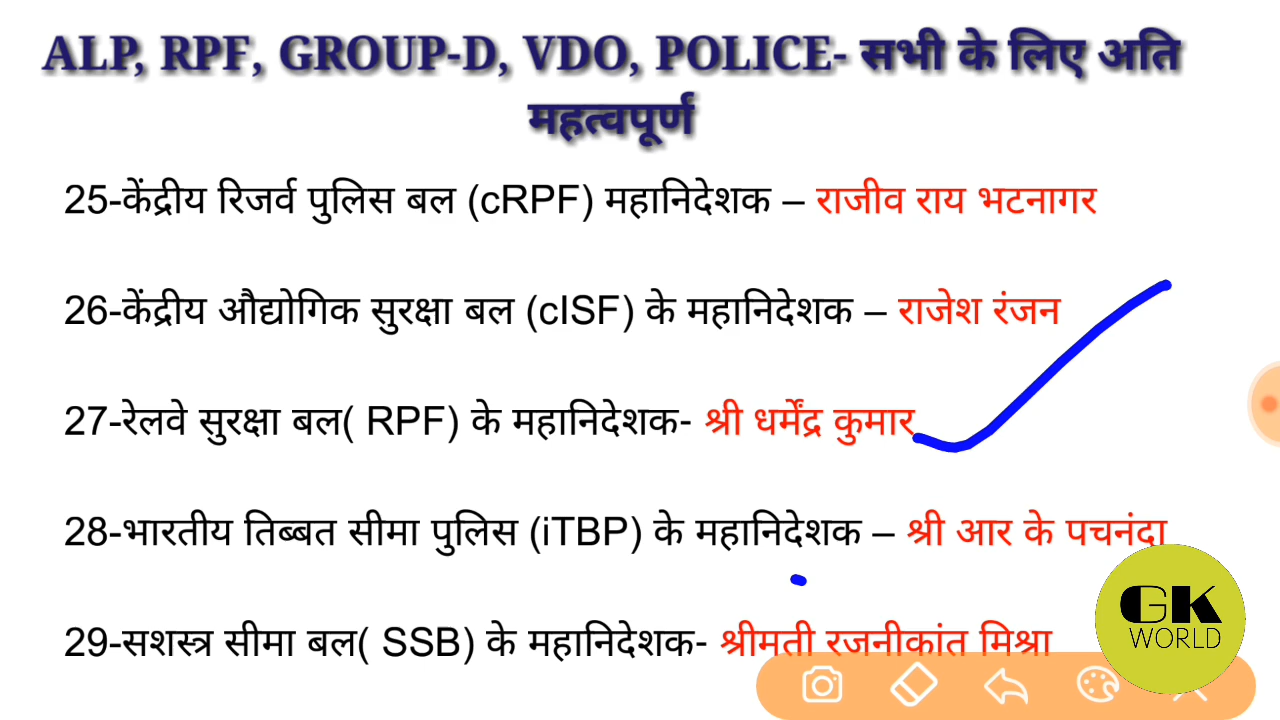 ALP, RPF, GROUP-D, VDO, POLICE- सभी के लिए अति
महत्वपूर्ण
25-केंद्रीय रिजर्व पुलिस बल (cRPF) महानिदेशक – राजीव राय भटनागर
26-केंद्रीय औद्योगिक सुरक्षा बल (cISF) के महानिदेशक – राजेश रंजन
27-रेलवे सुरक्षा बल( RPF) के महानिदेशक- श्री धर्मेंद्र कुमार
28-भारतीय तिब्बत सीमा पुलिस (iTBP) के महानिदेशक – श्री आर के पचनंदा
29-सशस्त्र सीमा बल( SSB) के महानिदेशक- श्रीमती रजनीकांत मिश्रा
GK
WORLD